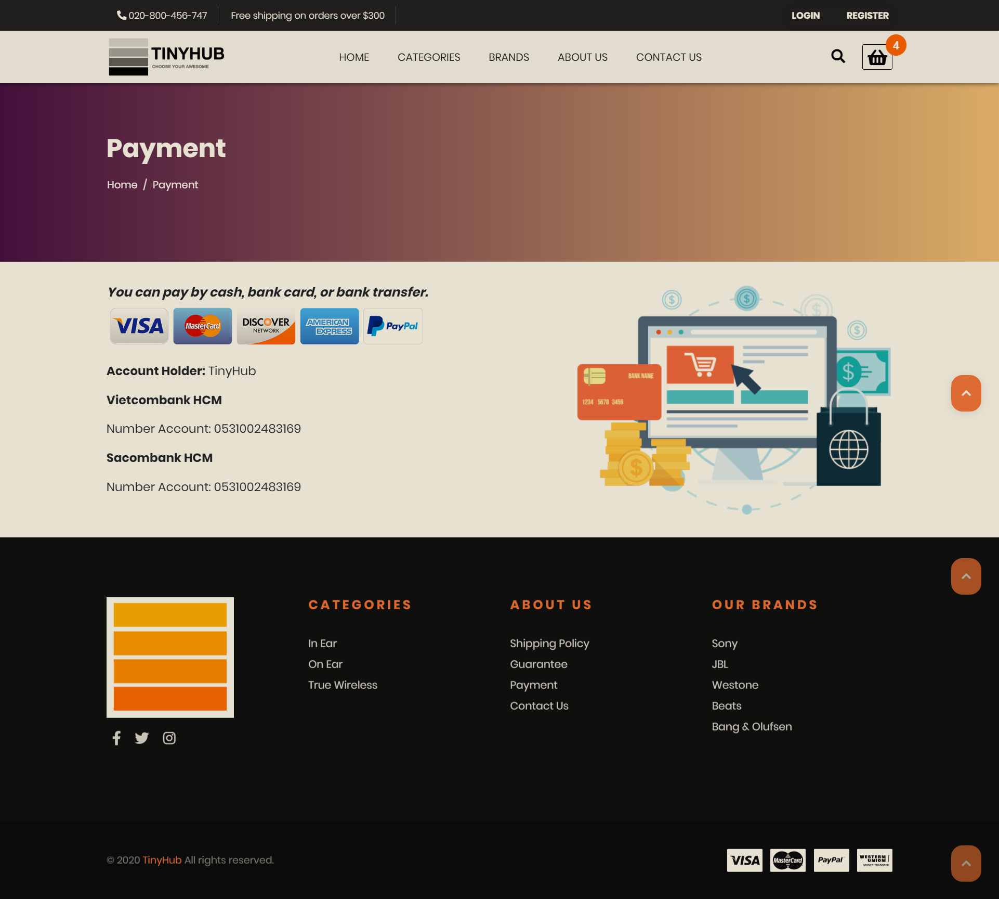 020-800-456-747
Free shipping on orders over $300
LOGIN
REGISTER
TINYHUB
CHOOSE YOUR AWESOME
HOME
CATEGORIES
BRANDS
ABOUT US
CONTACT US
4
Payment
Home / Payment
You can pay by cash, bank card, or bank transfer.
VISA
MasterCard
DISCOVER
NETWORK
AMERICAN
EXPRESS
PayPal
Account Holder: TinyHub
Vietcombank HCM
Number Account: 0531002483169
Sacombank HCM
Number Account: 0531002483169
$
$
$
$
$
BANK NAME
1234 5678 3456
$
CATEGORIES
In Ear
On Ear
True Wireless
ABOUT US
Shipping Policy
Guarantee
Payment
Contact Us
OUR BRANDS
Sony
JBL
Westone
Beats
Bang & Olufsen
© 2020 TinyHub All rights reserved.
VISA
MasterCard
PayPal
WESTERN
UNION
MONEY TRANSFER